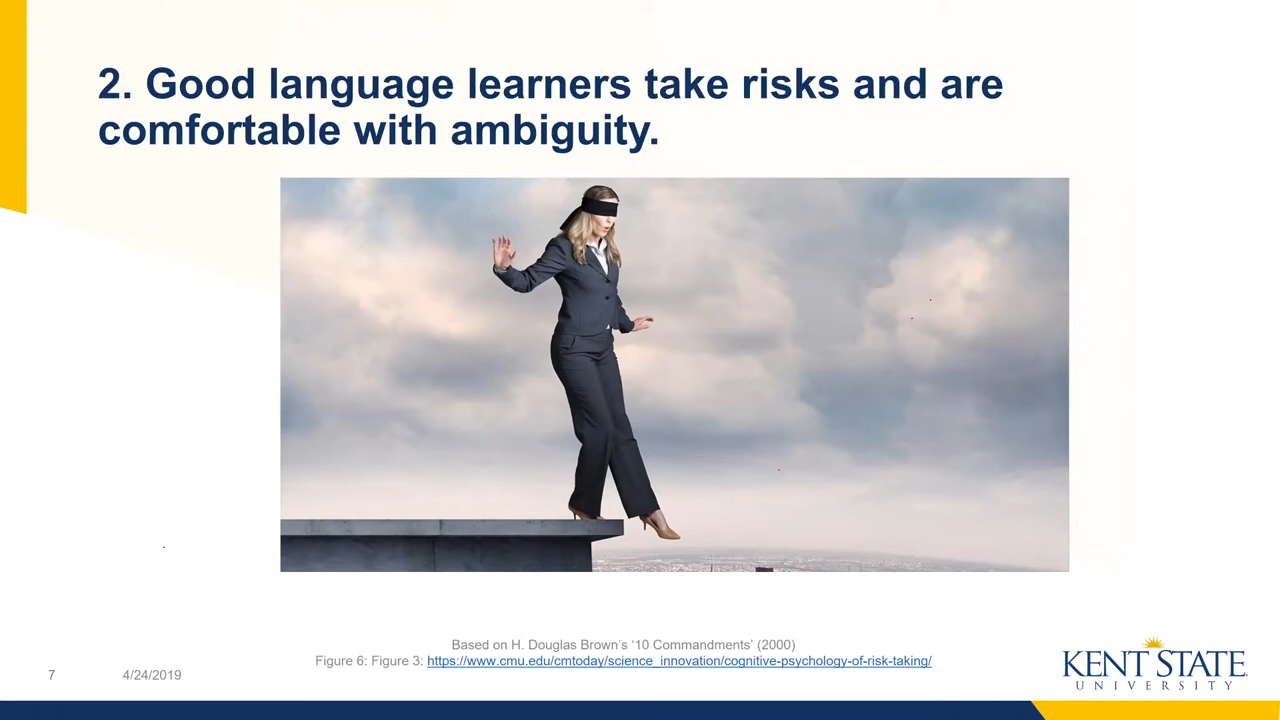 2. Good language learners take risks and are
comfortable with ambiguity.
Based on H. Douglas Brown's ‘10 Commandments’ (2000)
Figure 6: Figure 3: https://www.cmu.edu/cmtoday/science_innovation/cognitive-psychology-of-risk-taking/
7
4/24/2019
KENT STATE
UNIVERSITY